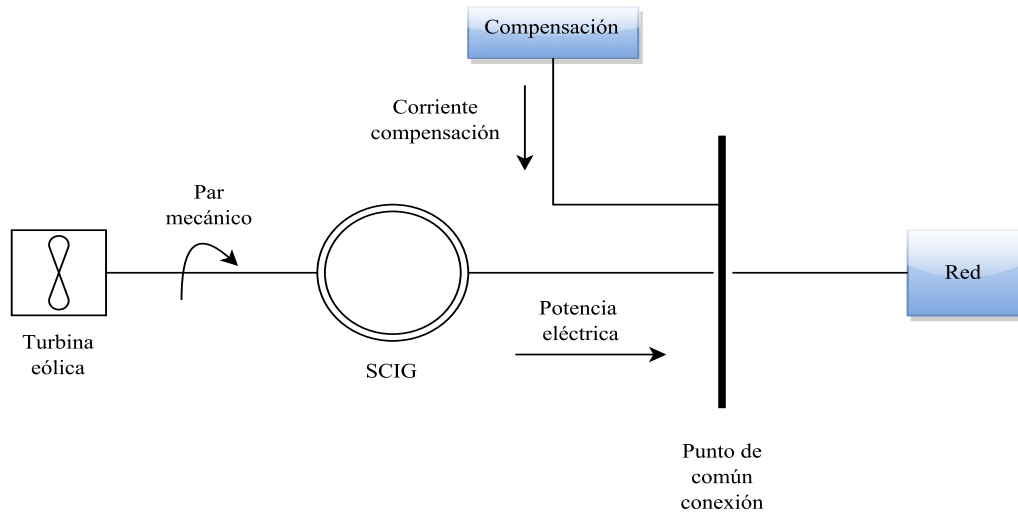 Compensación
Corriente
compensación
Par
mecánico
Red
Potencia
eléctrica
Turbina
eólica
SCIG
Punto de
común
conexión